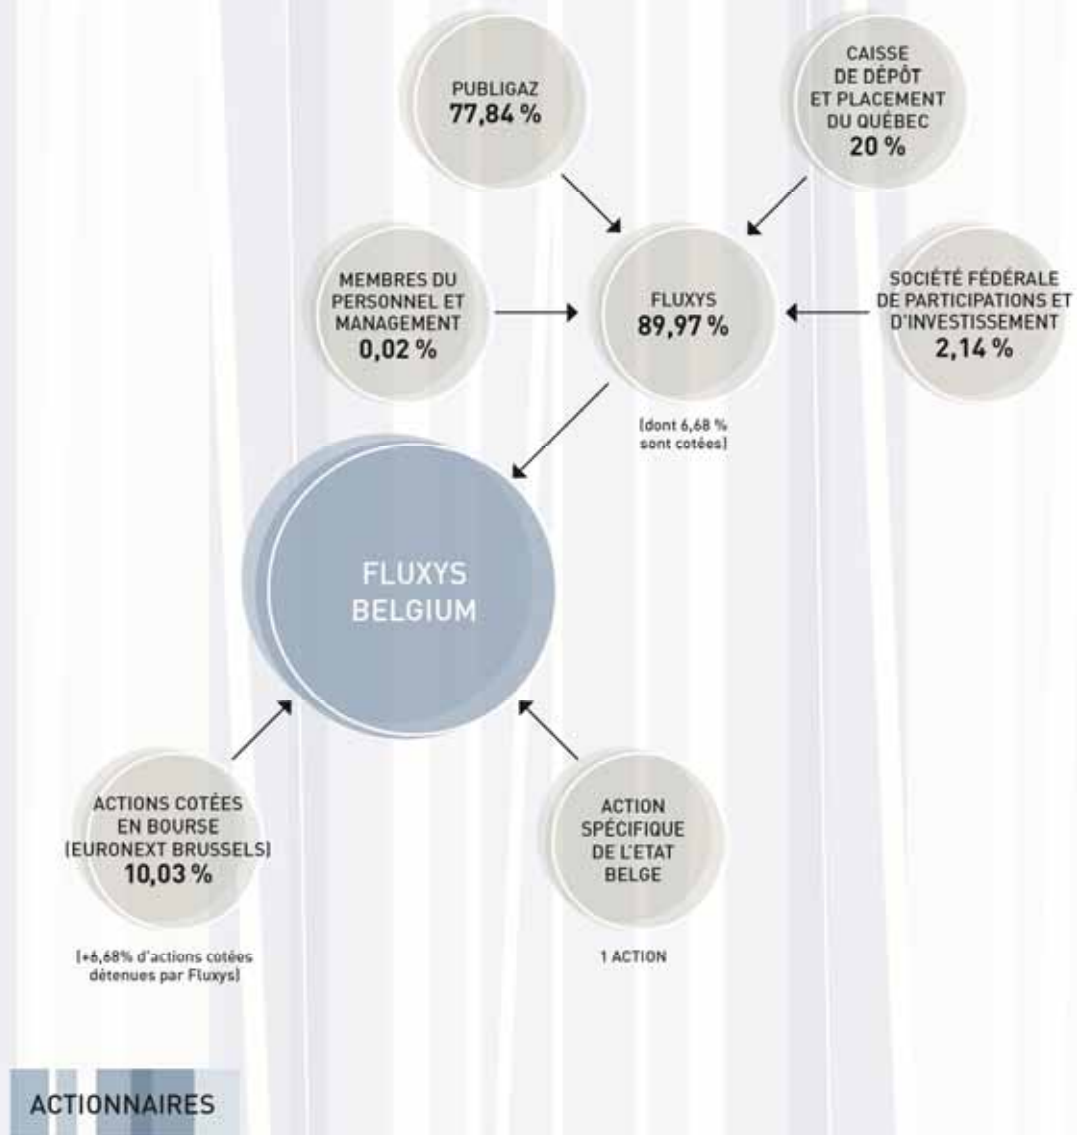 PUBLIGAZ
77,84 %
CAISSE
DE DÉPÔT
ET PLACEMENT
DU QUÉBEC
20 %
MEMBRES DU
PERSONNEL ET
MANAGEMENT
0,02 %
FLUXYS
89,97 %
(dont 6,68 %
sont cotées)
SOCIÉTÉ FÉDÉRALE
DE PARTICIPATIONS ET
D'INVESTISSEMENT
2,14 %
FLUXYS
BELGIUM
ACTIONS COTÉES
EN BOURSE
(EURONEXT BRUSSELS)
10,03 %
(+6,68% d'actions cotées
détenues par Fluxys)
ACTION
SPÉCIFIQUE
DE L'ETAT
BELGE
1 ACTION
ACTIONNAIRES